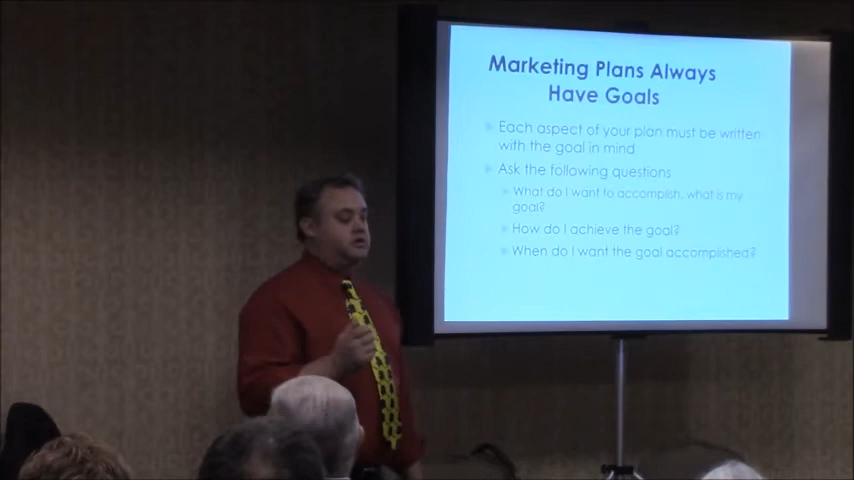 Marketing Plans Always
Have Goals
Each aspect of your plan must be written
with the goal in mind
Ask the following questions
What do I want to accomplish, what is my
goal?
How do I achieve the goal?
When do I want the goal accomplished?